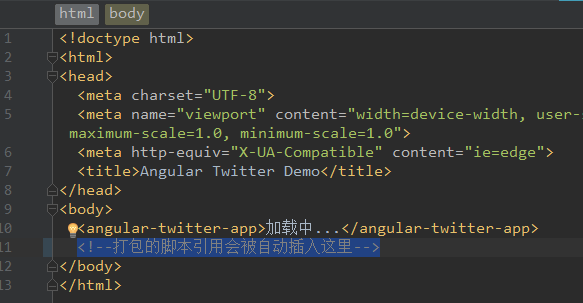 html body
1 <!doctype html>
2 <html>
3 <head>
4 <meta charset="UTF-8">
5 <meta name="viewport" content="width=device-width, user-
maximum-scale=1.0, minimum-scale=1.0">
6 <meta http-equiv="X-UA-Compatible" content="ie=edge">
7 <title>Angular Twitter Demo</title>
8 </head>
9 <body>
10 <angular-twitter-app>加载中...</angular-twitter-app>
11 <!--打包的脚本引用会被自动插入这里-->
12 </body>
13 </html>